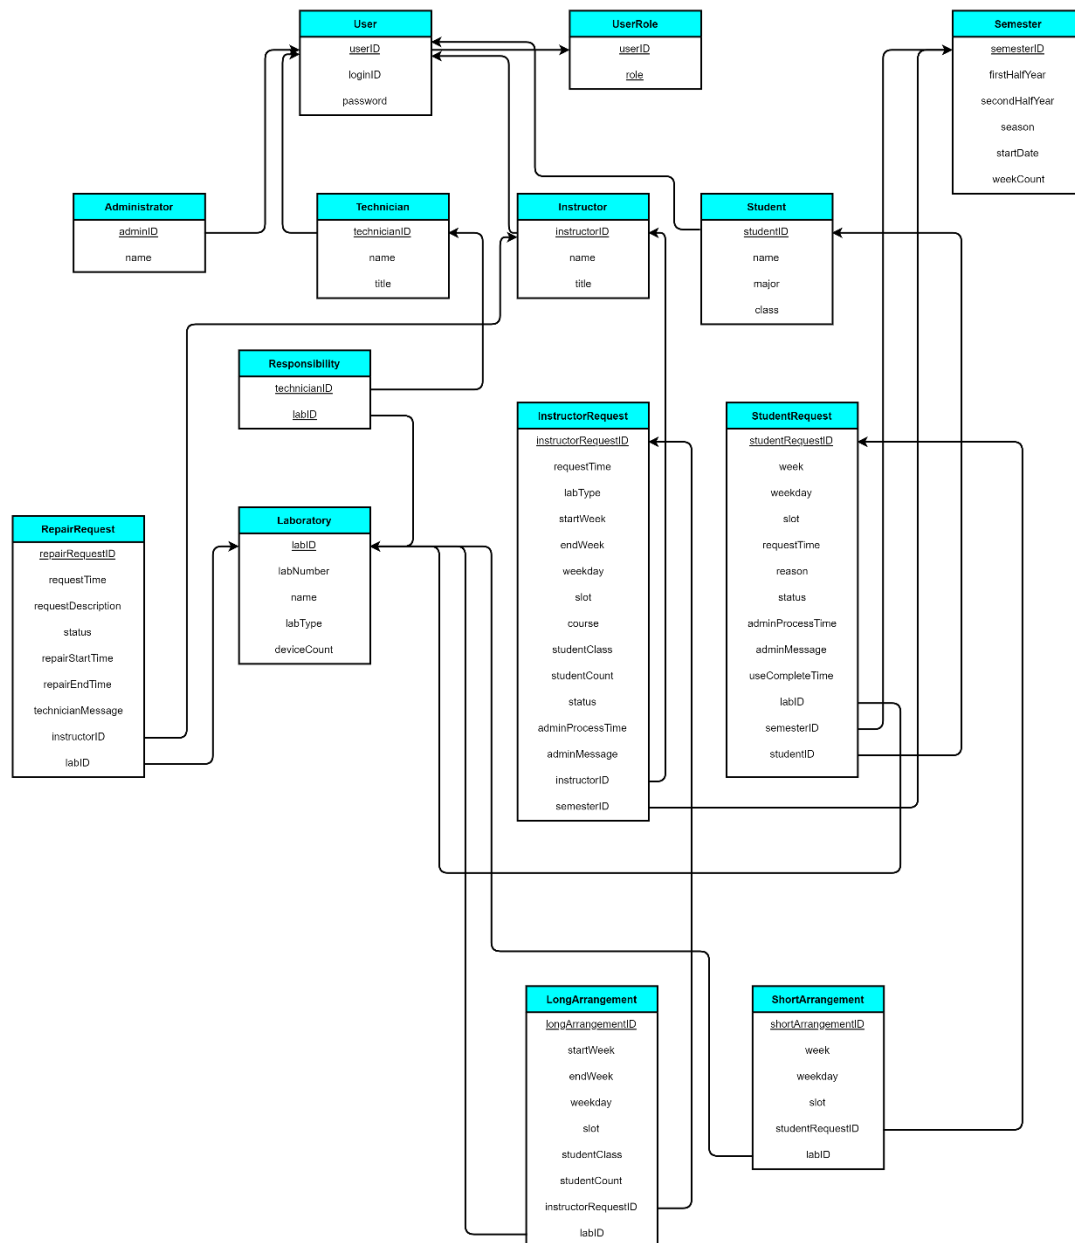 User
userID
loginID
password
UserRole
userID
role
Semester
semesterID
firstHalfYear
secondHalfYear
season
startDate
weekCount
Administrator
adminID
name
Technician
technicianID
name
title
Instructor
instructorID
name
title
Student
studentID
name
major
class
Responsibility
technicianID
labID
InstructorRequest
instructorRequestID
requestTime
labType
startWeek
endWeek
weekday
slot
course
studentClass
studentCount
status
adminProcessTime
adminMessage
instructorID
semesterID
StudentRequest
studentRequestID
week
weekday
slot
requestTime
reason
status
adminProcessTime
adminMessage
useCompleteTime
labID
semesterID
studentID
RepairRequest
repairRequestID
requestTime
requestDescription
status
repairStartTime
repairEndTime
technicianMessage
instructorID
labID
Laboratory
labID
labNumber
name
labType
deviceCount
LongArrangement
longArrangementID
startWeek
endWeek
weekday
slot
studentClass
studentCount
instructorRequestID
labID
ShortArrangement
shortArrangementID
week
weekday
slot
studentRequestID
labID